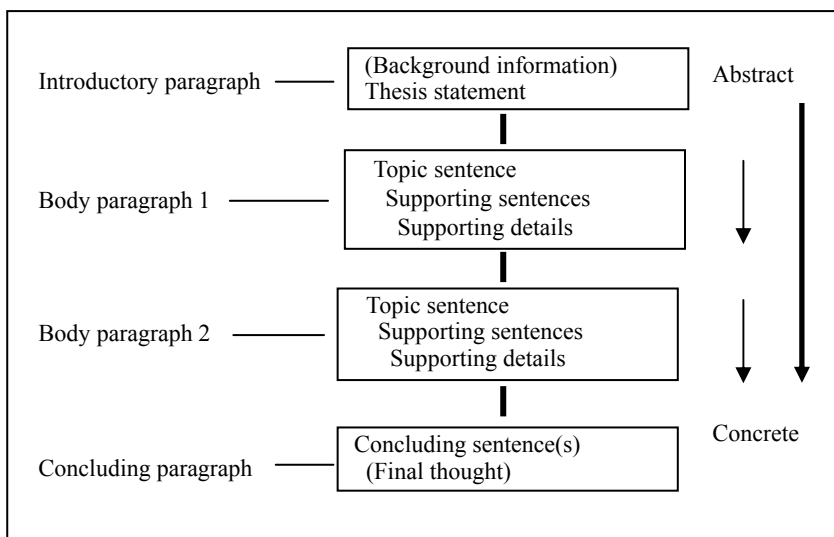 Introductory paragraph
(Background information)
Thesis statement
Abstract
Body paragraph 1
Topic sentence
Supporting sentences
Supporting details
Body paragraph 2
Topic sentence
Supporting sentences
Supporting details
Concluding paragraph
Concluding sentence(s)
(Final thought)
Concrete